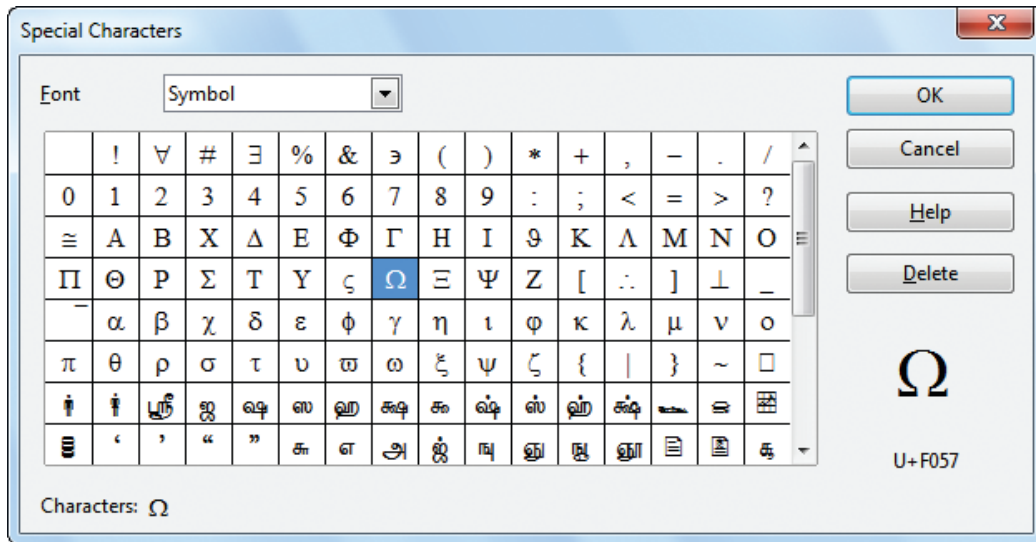 Special Characters
Font Symbol OK
! ∀ # ∃ % & ϶ ( ) * + , − . /
Cancel
0 1 2 3 4 5 6 7 8 9 : ; < = > ?
Help
≅ Α Β Χ Δ Ε Φ Γ Η Ι ϑ Κ Λ Μ Ν Ο
Π Θ Ρ Σ Τ Υ ς Ω Ξ Ψ Ζ [ ∴ ] ⊥ _
Delete
‾ α β χ δ ε ϕ γ η ι φ κ λ μ ν ο
π θ ρ σ τ υ ϖ ω ξ ψ ζ { | } ~ □
ஸ்ரீ ஜ ஷ ஸ ஹ க்ஷ ஷ் ஸ் ஹ் க்ஷ்
‘ ’ “ ” எ அ ஜ்
Ω
U+F057
Characters: Ω